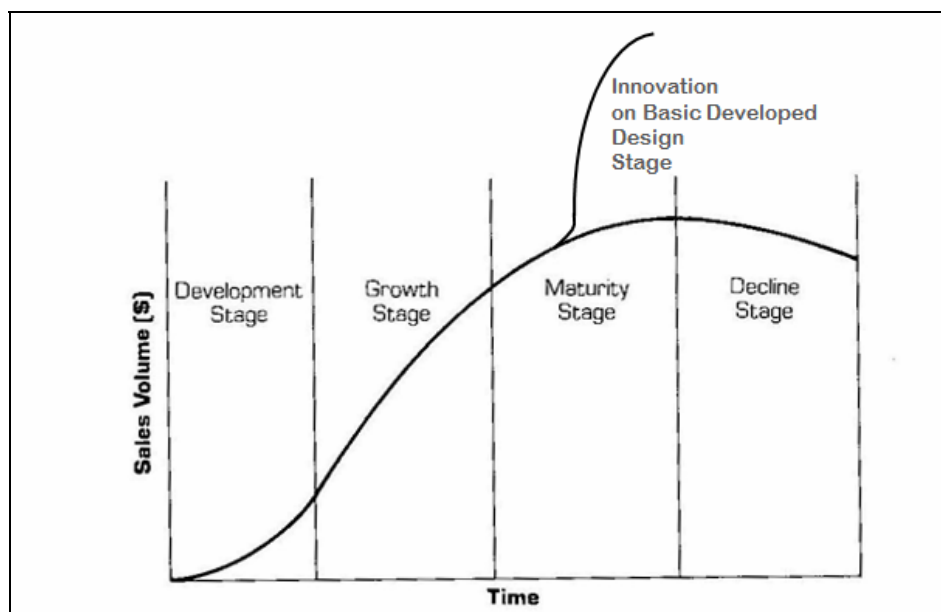 Innovation
on Basic Developed
Design
Stage
Development
Stage
Growth
Stage
Maturity
Stage
Decline
Stage
Sales Volume [$]
Time